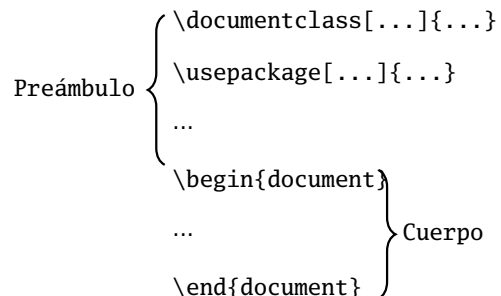 \documentclass[...]{...}
\usepackage[...]{...}
Preámbulo
...
\begin{document}
...
Cuerpo
\end{document}